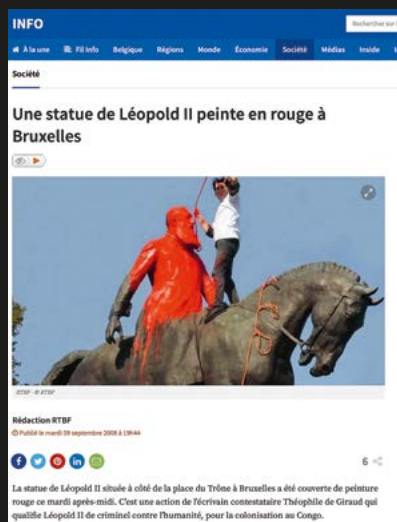 INFO
Rechercher sur
À la une Fil Info Belgique Régions Monde Économie Société Médias Inside
Société
Une statue de Léopold II peinte en rouge à
Bruxelles
RTBF - © RTBF
Rédaction RTBF
Publié le mardi 09 septembre 2008 à 19h44
6
La statue de Léopold II située à côté de la place du Trône à Bruxelles a été couverte de peinture
rouge ce mardi après-midi. C'est une action de l'écrivain contestataire Théophile de Giraud qui
qualifie Léopold II de criminel contre l'humanité, pour la colonisation au Congo.